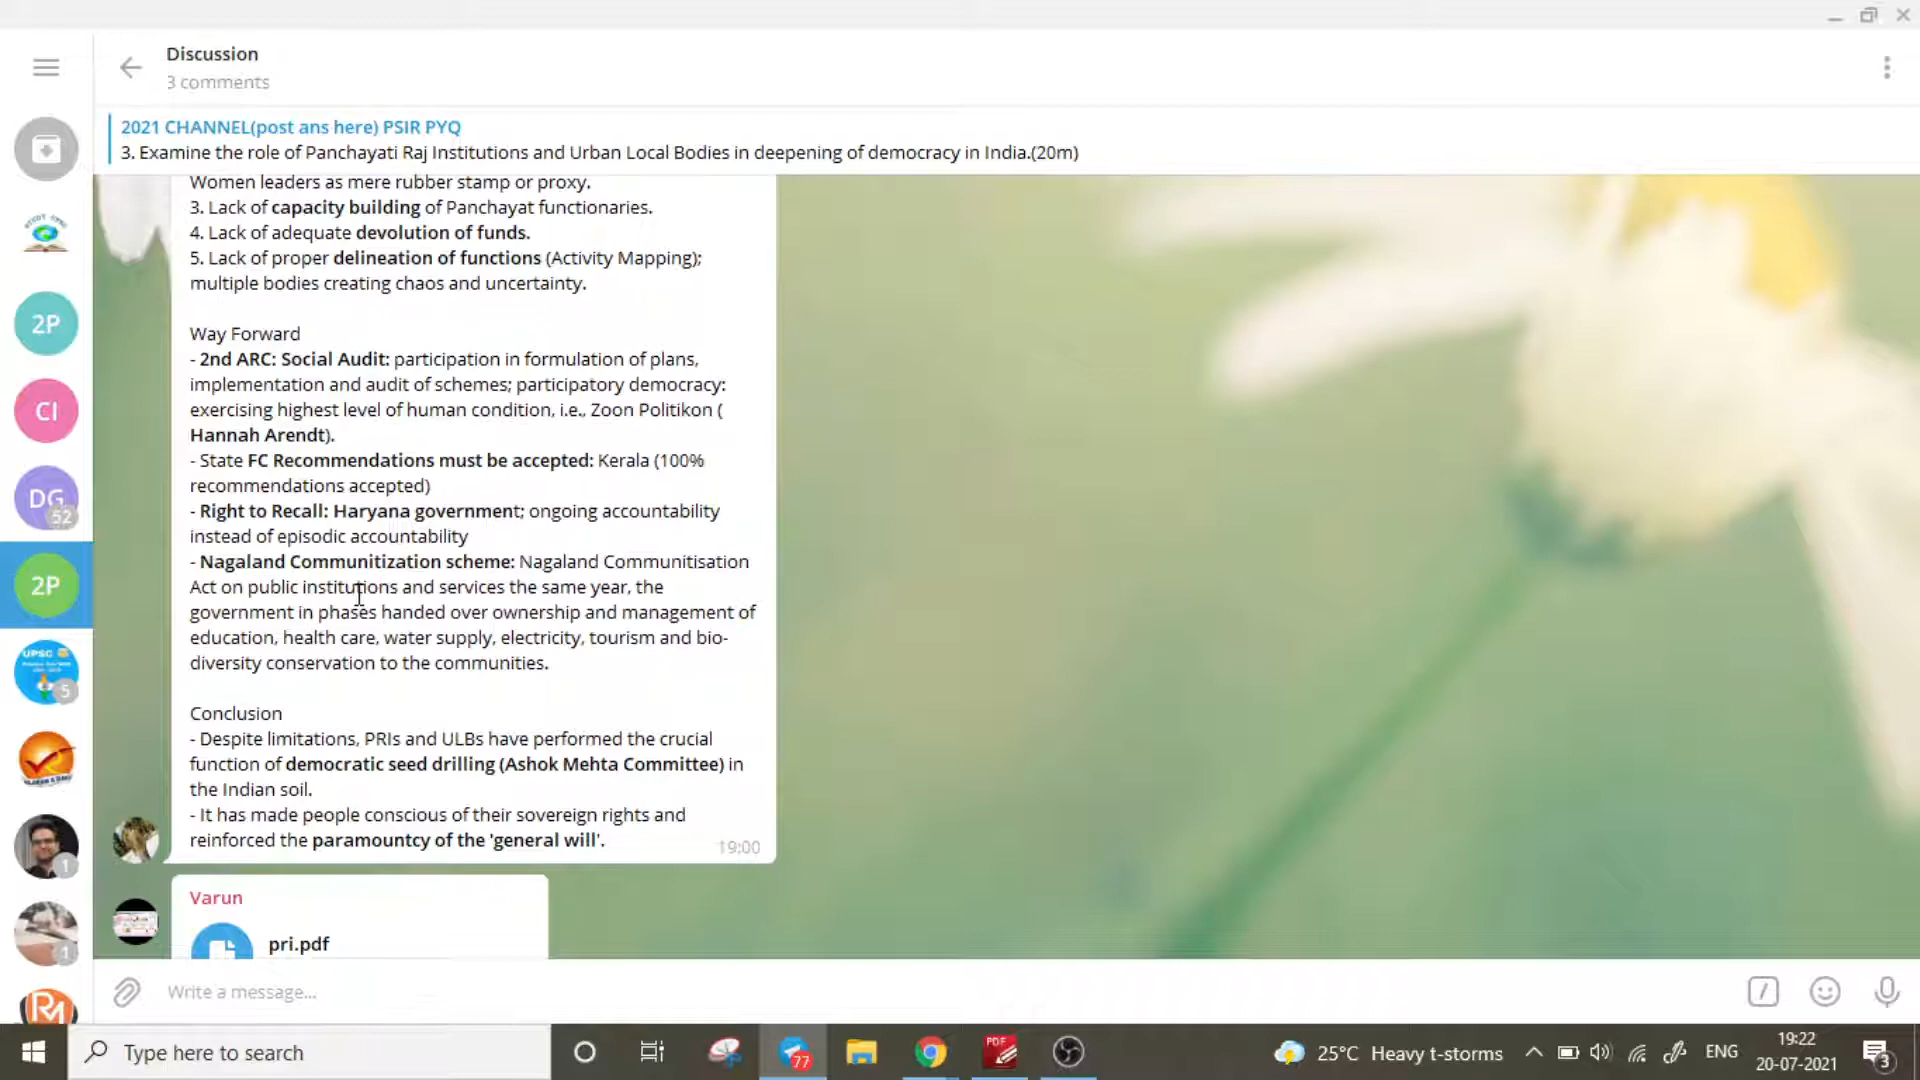 Discussion
3 comments
2021 CHANNEL(post ans here) PSIR PYQ
3. Examine the role of Panchayati Raj Institutions and Urban Local Bodies in deepening of democracy in India.(20m)
Women leaders as mere rubber stamp or proxy.
3. Lack of capacity building of Panchayat functionaries.
4. Lack of adequate devolution of funds.
5. Lack of proper delineation of functions (Activity Mapping);
multiple bodies creating chaos and uncertainty.
Way Forward
- 2nd ARC: Social Audit: participation in formulation of plans,
implementation and audit of schemes; participatory democracy:
exercising highest level of human condition, i.e., Zoon Politikon (
Hannah Arendt).
- State FC Recommendations must be accepted: Kerala (100%
recommendations accepted)
- Right to Recall: Haryana government; ongoing accountability
instead of episodic accountability
- Nagaland Communitization scheme: Nagaland Communitisation
Act on public institutions and services the same year, the
government in phases handed over ownership and management of
education, health care, water supply, electricity, tourism and bio-
diversity conservation to the communities.
Conclusion
- Despite limitations, PRIs and ULBs have performed the crucial
function of democratic seed drilling (Ashok Mehta Committee) in
the Indian soil.
- It has made people conscious of their sovereign rights and
reinforced the paramountcy of the 'general will'.
19:00
Varun
pri.pdf
Write a message...
2P
CI
DG
52
2P
UPSC
5
1
1
RM
Type here to search
77
PDF
25°C Heavy t-storms
ENG
19:22
20-07-2021
3